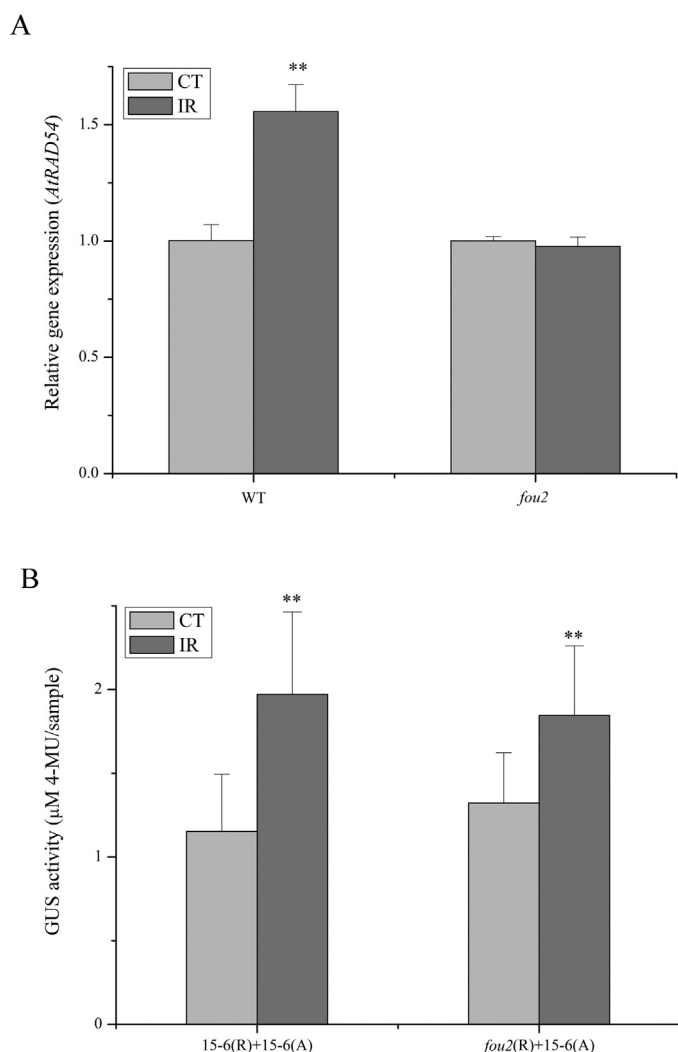 A
CT
IR
**
Relative gene expression (AtRAD54)
1.5
1.0
0.5
0.0
WT
fou2
B
CT
IR
**
**
GUS activity (μM 4-MU/sample)
2
1
0
15-6(R)+15-6(A)
fou2(R)+15-6(A)